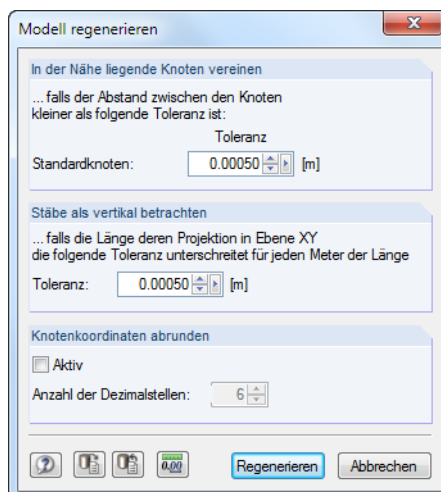 Modell regenerieren
In der Nähe liegende Knoten vereinen
... falls der Abstand zwischen den Knoten
kleiner als folgende Toleranz ist:
Toleranz
Standardknoten: 0.00050 [m]
Stäbe als vertikal betrachten
... falls die Länge deren Projektion in Ebene XY
die folgende Toleranz unterschreitet für jeden Meter der Länge
Toleranz: 0.00050 [m]
Knotenkoordinaten abrunden
Aktiv
Anzahl der Dezimalstellen: 6
0.00 Regenerieren Abbrechen